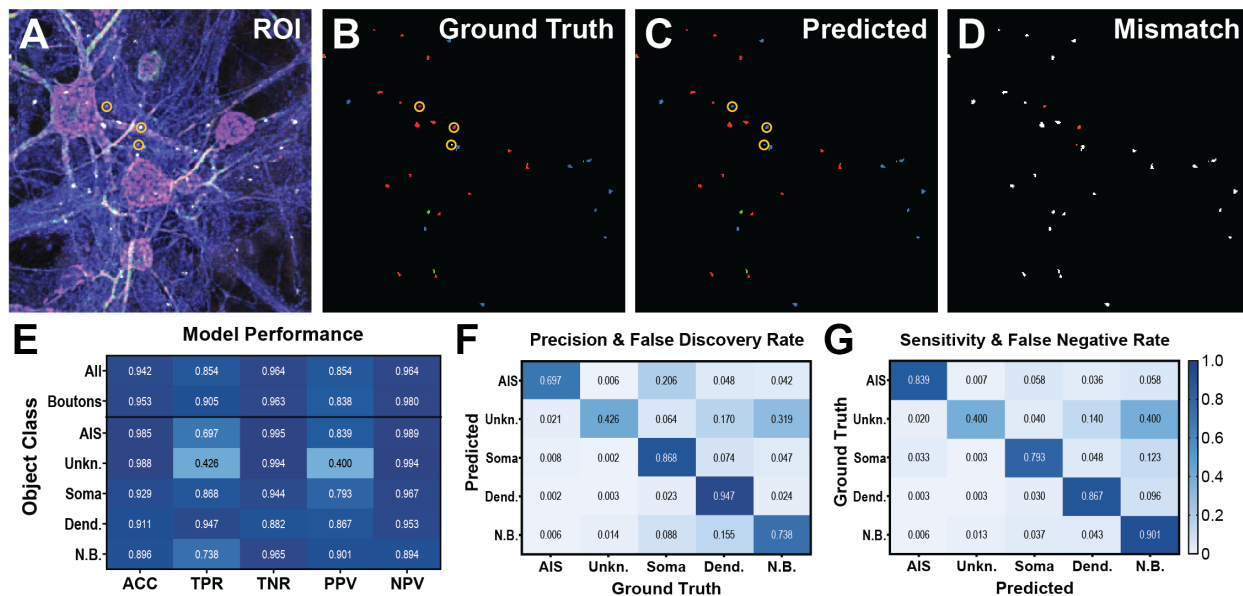 A ROI
B Ground Truth
C Predicted
D Mismatch
E Model Performance
All 0.942 0.854 0.964 0.854 0.964
Boutons 0.953 0.905 0.963 0.838 0.980
AIS 0.985 0.697 0.995 0.839 0.989
Unkn. 0.988 0.426 0.994 0.400 0.994
Soma 0.929 0.868 0.944 0.793 0.967
Dend. 0.911 0.947 0.882 0.867 0.953
N.B. 0.896 0.738 0.965 0.901 0.894
ACC TPR TNR PPV NPV
Object Class
F Precision & False Discovery Rate
AIS 0.697 0.006 0.206 0.048 0.042
Unkn. 0.021 0.426 0.064 0.170 0.319
Soma 0.008 0.002 0.868 0.074 0.047
Dend. 0.002 0.003 0.023 0.947 0.024
N.B. 0.006 0.014 0.088 0.155 0.738
AIS Unkn. Soma Dend. N.B.
Predicted
Ground Truth
G Sensitivity & False Negative Rate
AIS 0.839 0.007 0.058 0.036 0.058
Unkn. 0.020 0.400 0.040 0.140 0.400
Soma 0.033 0.003 0.793 0.048 0.123
Dend. 0.003 0.003 0.030 0.867 0.096
N.B. 0.006 0.013 0.037 0.043 0.901
AIS Unkn. Soma Dend. N.B.
Ground Truth
Predicted
1.0
0.8
0.6
0.4
0.2
0